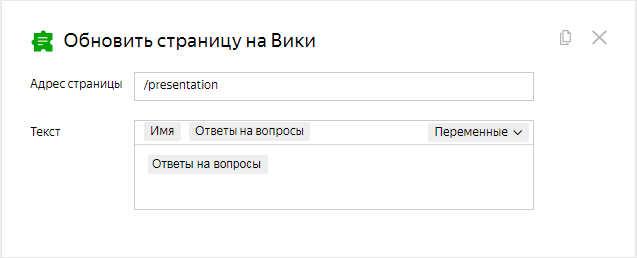 Обновить страницу на Вики
Адрес страницы /presentation
Текст Имя Ответы на вопросы Переменные
Ответы на вопросы